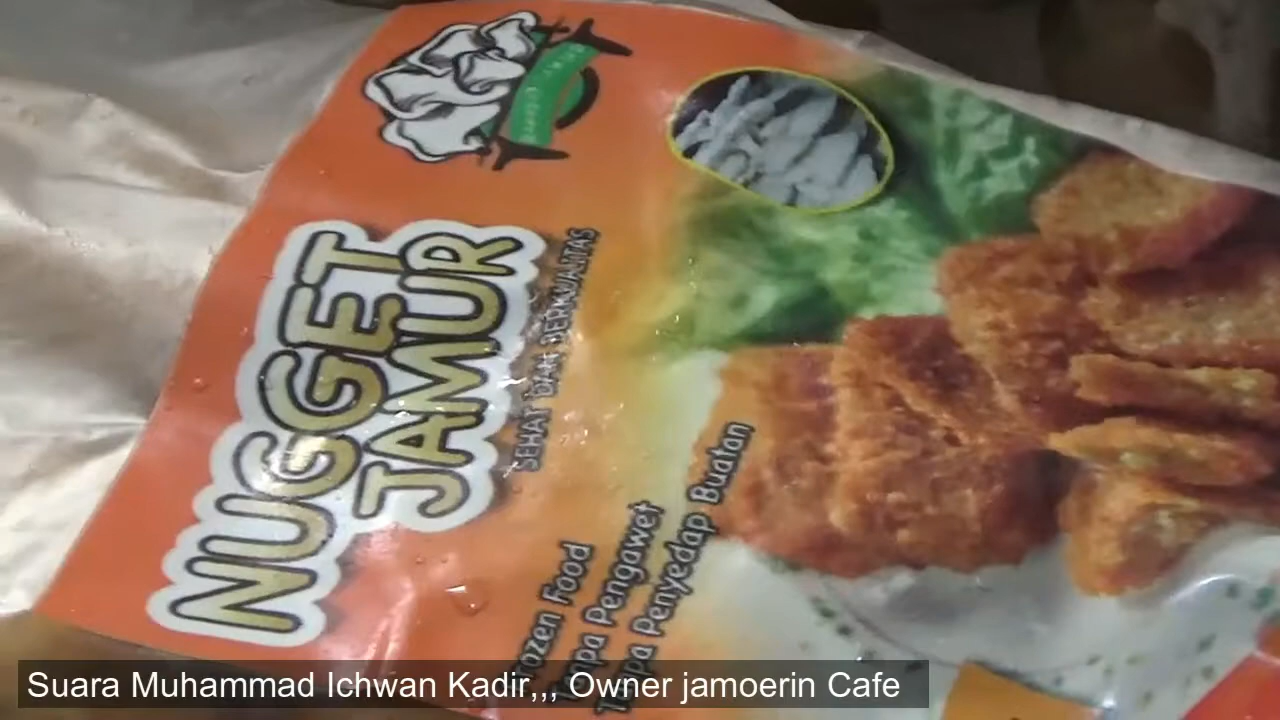 NUGGET
JAMUR
SEHAT DAN BERKUALITAS
Frozen Food
Tanpa Pengawet
Tanpa Penyedap Buatan
Suara Muhammad Ichwan Kadir,,, Owner jamoerin Cafe